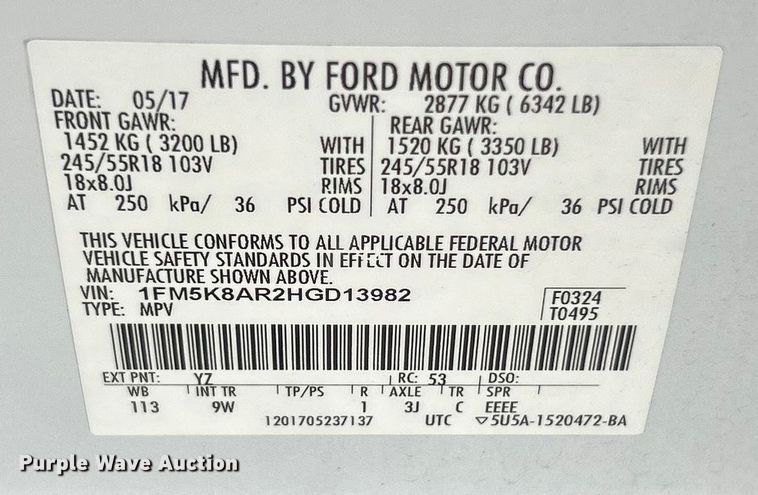 MFD. BY FORD MOTOR CO.
DATE: 05/17 GVWR: 2877 KG ( 6342 LB)
FRONT GAWR: REAR GAWR:
1452 KG ( 3200 LB) WITH 1520 KG ( 3350 LB) WITH
245/55R18 103V TIRES 245/55R18 103V TIRES
18x8.0J RIMS 18x8.0J RIMS
AT 250 kPa/ 36 PSI COLD AT 250 kPa/ 36 PSI COLD
THIS VEHICLE CONFORMS TO ALL APPLICABLE FEDERAL MOTOR
VEHICLE SAFETY STANDARDS IN EFFECT ON THE DATE OF
MANUFACTURE SHOWN ABOVE.
VIN: 1FM5K8AR2HGD13982 F0324
TYPE: MPV T0495
EXT PNT: YZ RC: 53 DSO:
WB INT TR TP/PS R AXLE TR SPR
113 9W 1 3J C EEEE
1201705237137 UTC ▽5U5A-1520472-BA
Purple Wave Auction